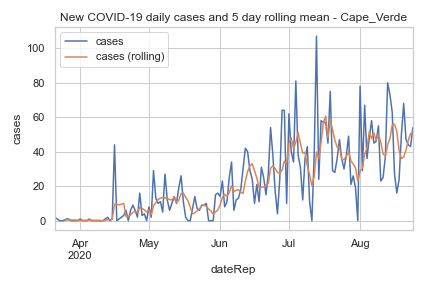 New COVID-19 daily cases and 5 day rolling mean - Cape_Verde
cases
cases (rolling)
100
80
60
40
20
0
cases
Apr
2020
May
Jun
Jul
Aug
dateRep